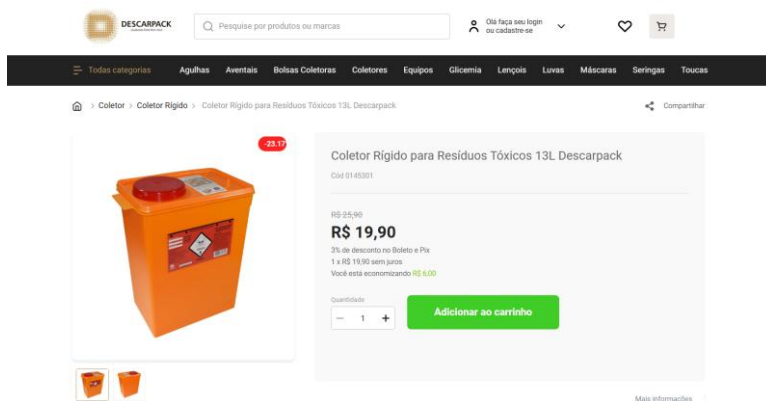 DESCARPACK
Pesquise por produtos ou marcas
Olá faça seu login
ou cadastre-se
Todas categorias Agulhas Aventais Bolsas Coletoras Coletores Equipos Glicemia Lençois Luvas Máscaras Seringas Toucas
> Coletor > Coletor Rígido > Coletor Rígido para Resíduos Tóxicos 13L Descarpack
Compartilhar
-23.17
Coletor Rígido para Resíduos Tóxicos 13L Descarpack
Cód 0145301
R$ 25,90
R$ 19,90
3% de desconto no Boleto e Pix
1 x R$ 19,90 sem juros
Você está economizando R$ 6,00
Quantidade
− 1 +
Adicionar ao carrinho
Mais informações